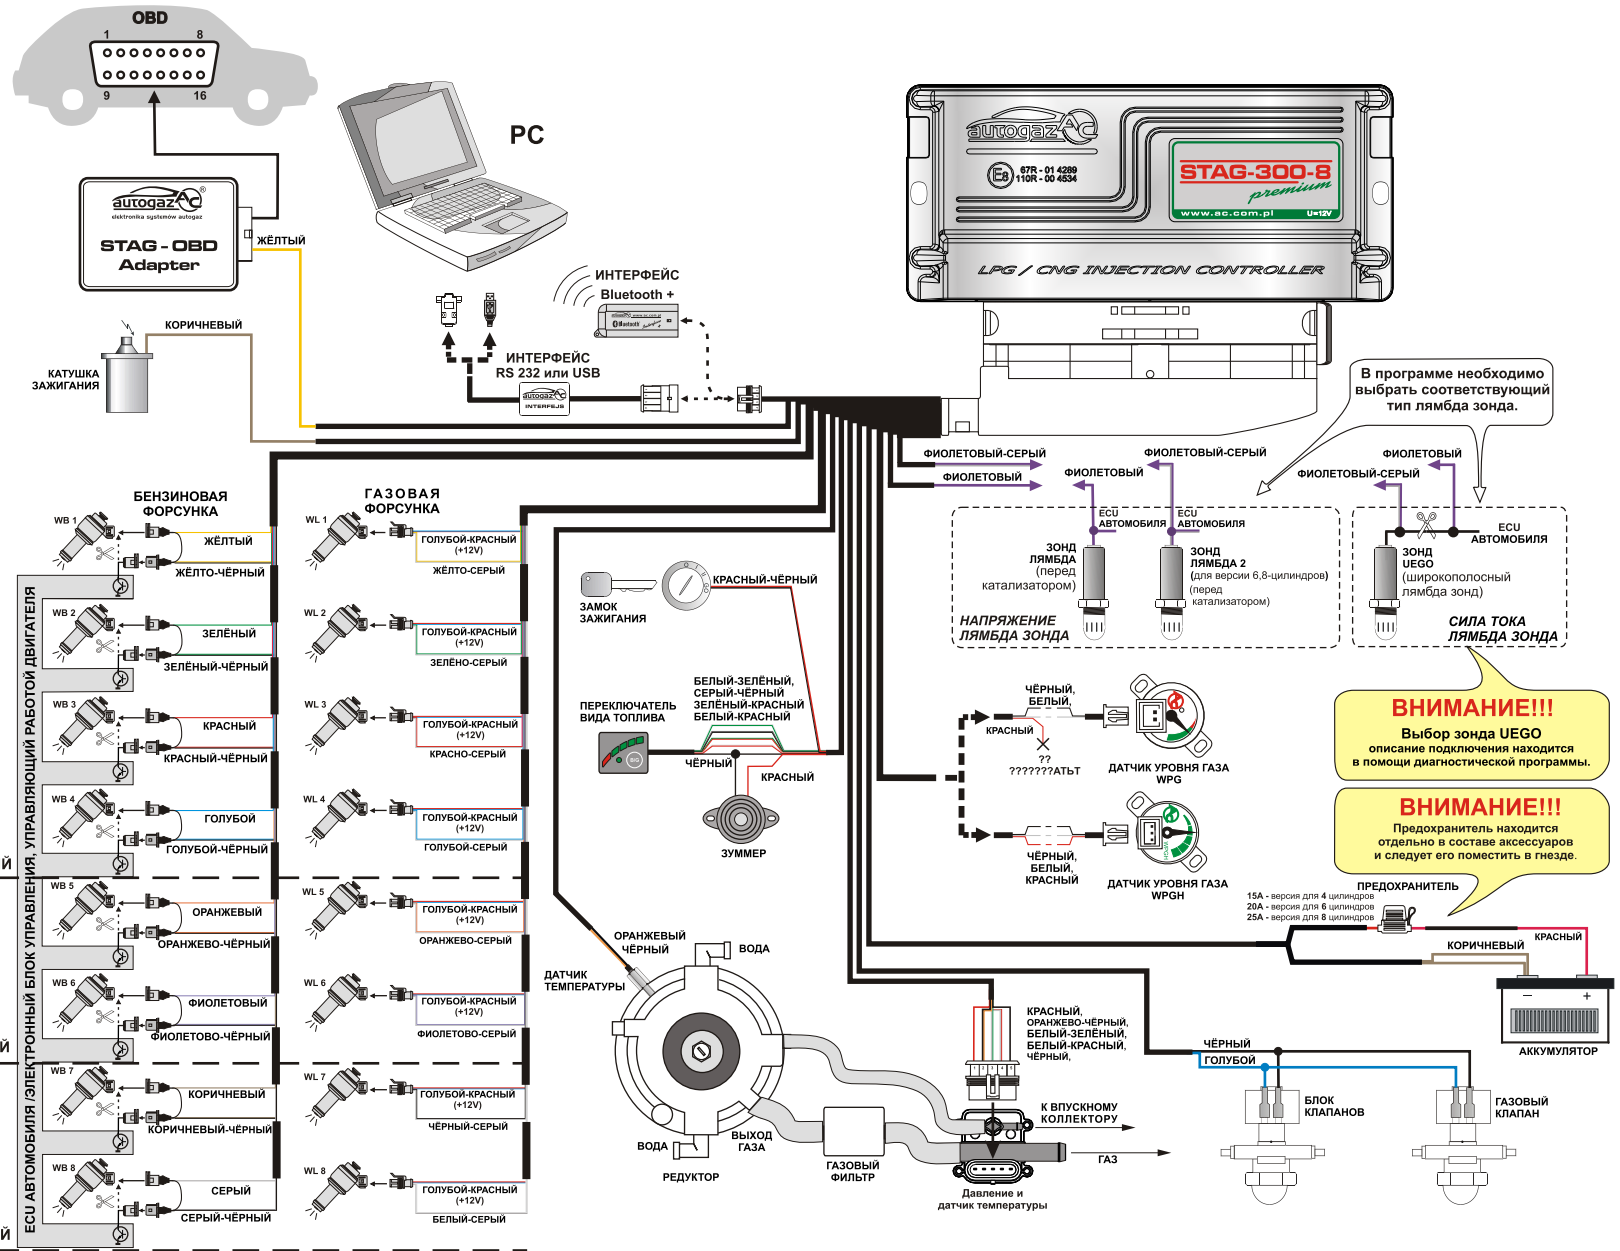 OBD
1 8
9 16
autogaz AC ®
elektronika systemów autogaz
STAG - OBD
Adapter
ЖЁЛТЫЙ
КОРИЧНЕВЫЙ
КАТУШКА
ЗАЖИГАНИЯ
PC
ИНТЕРФЕЙС
Bluetooth +
Bluetooth
ИНТЕРФЕЙС
RS 232 или USB
autogaz AC
INTERFEJS
autogaz AC
E8
67R - 01 4289
110R - 00 4534
STAG-300-8
premium
www.ac.com.pl U=12V
LPG / CNG INJECTION CONTROLLER
В программе необходимо
выбрать соответствующий
тип лямбда зонда.
ФИОЛЕТОВЫЙ-СЕРЫЙ
ФИОЛЕТОВЫЙ
ФИОЛЕТОВЫЙ-СЕРЫЙ
ФИОЛЕТОВЫЙ
ФИОЛЕТОВЫЙ
ФИОЛЕТОВЫЙ-СЕРЫЙ
ECU
АВТОМОБИЛЯ
ECU
АВТОМОБИЛЯ
ECU
АВТОМОБИЛЯ
ЗОНД
ЛЯМБДА
(перед
катализатором)
ЗОНД
ЛЯМБДА 2
(для версии 6,8-цилиндров)
(перед
катализатором)
ЗОНД
UEGO
(широкополосный
лямбда зонд)
НАПРЯЖЕНИЕ
ЛЯМБДА ЗОНДА
СИЛА ТОКА
ЛЯМБДА ЗОНДА
ВНИМАНИЕ!!!
Выбор зонда UEGO
описание подключения находится
в помощи диагностической программы.
ВНИМАНИЕ!!!
Предохранитель находится
отдельно в составе аксессуаров
и следует его поместить в гнезде.
БЕНЗИНОВАЯ
ФОРСУНКА
ГАЗОВАЯ
ФОРСУНКА
ECU АВТОМОБИЛЯ /ЭЛЕКТРОННЫЙ БЛОК УПРАВЛЕНИЯ, УПРАВЛЯЮЩИЙ РАБОТОЙ ДВИГАТЕЛЯ
WB 1
ЖЁЛТЫЙ
ЖЁЛТО-ЧЁРНЫЙ
WL 1
ГОЛУБОЙ-КРАСНЫЙ
(+12V)
ЖЁЛТО-СЕРЫЙ
WB 2
ЗЕЛЁНЫЙ
ЗЕЛЁНЫЙ-ЧЁРНЫЙ
WL 2
ГОЛУБОЙ-КРАСНЫЙ
(+12V)
ЗЕЛЁНО-СЕРЫЙ
WB 3
КРАСНЫЙ
КРАСНЫЙ-ЧЁРНЫЙ
WL 3
ГОЛУБОЙ-КРАСНЫЙ
(+12V)
КРАСНО-СЕРЫЙ
WB 4
ГОЛУБОЙ
ГОЛУБОЙ-ЧЁРНЫЙ
WL 4
ГОЛУБОЙ-КРАСНЫЙ
(+12V)
ГОЛУБОЙ-СЕРЫЙ
Й
WB 5
ОРАНЖЕВЫЙ
ОРАНЖЕВО-ЧЁРНЫЙ
WL 5
ГОЛУБОЙ-КРАСНЫЙ
(+12V)
ОРАНЖЕВО-СЕРЫЙ
WB 6
ФИОЛЕТОВЫЙ
ФИОЛЕТОВО-ЧЁРНЫЙ
WL 6
ГОЛУБОЙ-КРАСНЫЙ
(+12V)
ФИОЛЕТОВО-СЕРЫЙ
Й
WB 7
КОРИЧНЕВЫЙ
КОРИЧНЕВЫЙ-ЧЁРНЫЙ
WL 7
ГОЛУБОЙ-КРАСНЫЙ
(+12V)
ЧЁРНЫЙ-СЕРЫЙ
WB 8
СЕРЫЙ
СЕРЫЙ-ЧЁРНЫЙ
WL 8
ГОЛУБОЙ-КРАСНЫЙ
(+12V)
БЕЛЫЙ-СЕРЫЙ
Й
ЗАМОК
ЗАЖИГАНИЯ
КРАСНЫЙ-ЧЁРНЫЙ
ПЕРЕКЛЮЧАТЕЛЬ
ВИДА ТОПЛИВА
БЕЛЫЙ-ЗЕЛЁНЫЙ,
СЕРЫЙ-ЧЁРНЫЙ
ЗЕЛЁНЫЙ-КРАСНЫЙ
БЕЛЫЙ-КРАСНЫЙ
ЧЁРНЫЙ
КРАСНЫЙ
ЗУММЕР
ЧЁРНЫЙ,
БЕЛЫЙ,
КРАСНЫЙ
??
???????АТЬТ
ДАТЧИК УРОВНЯ ГАЗА
WPG
ЧЁРНЫЙ,
БЕЛЫЙ,
КРАСНЫЙ
WPGH
ДАТЧИК УРОВНЯ ГАЗА
WPGH
ПРЕДОХРАНИТЕЛЬ
15A - версия для 4 цилиндров
20A - версия для 6 цилиндров
25A - версия для 8 цилиндров
КРАСНЫЙ
КОРИЧНЕВЫЙ
− +
АККУМУЛЯТОР
ОРАНЖЕВЫЙ
ЧЁРНЫЙ
ДАТЧИК
ТЕМПЕРАТУРЫ
ВОДА
ВОДА
РЕДУКТОР
ВЫХОД
ГАЗА
ГАЗОВЫЙ
ФИЛЬТР
КРАСНЫЙ,
ОРАНЖЕВО-ЧЁРНЫЙ,
БЕЛЫЙ-ЗЕЛЁНЫЙ,
БЕЛЫЙ-КРАСНЫЙ,
ЧЁРНЫЙ,
К ВПУСКНОМУ
КОЛЛЕКТОРУ
ГАЗ
Давление и
датчик температуры
ЧЁРНЫЙ
ГОЛУБОЙ
БЛОК
КЛАПАНОВ
ГАЗОВЫЙ
КЛАПАН